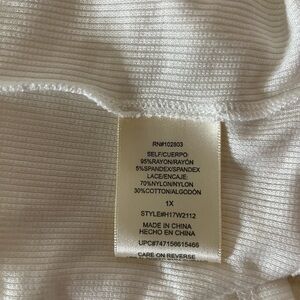 RN#102803
SELF/CUERPO:
95%RAYON/RAYÓN
5%SPANDEX/SPANDEX
LACE/ENCAJE:
70%NYLON/NYLON
30%COTTON/ALGODÓN
1X
STYLE#H17W2112
MADE IN CHINA
HECHO EN CHINA
UPC#747156615466
CARE ON REVERSE